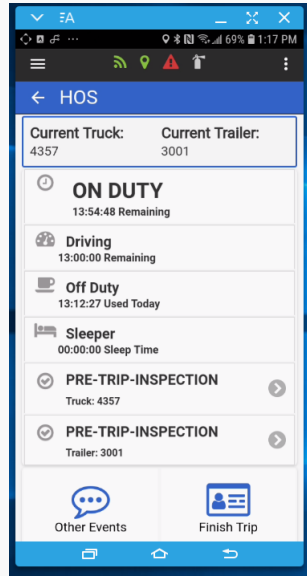 EA
69% 1:17 PM
HOS
Current Truck: Current Trailer:
4357 3001
ON DUTY
13:54:48 Remaining
Driving
13:00:00 Remaining
Off Duty
13:12:27 Used Today
Sleeper
00:00:00 Sleep Time
PRE-TRIP-INSPECTION
Truck: 4357
PRE-TRIP-INSPECTION
Trailer: 3001
Other Events Finish Trip